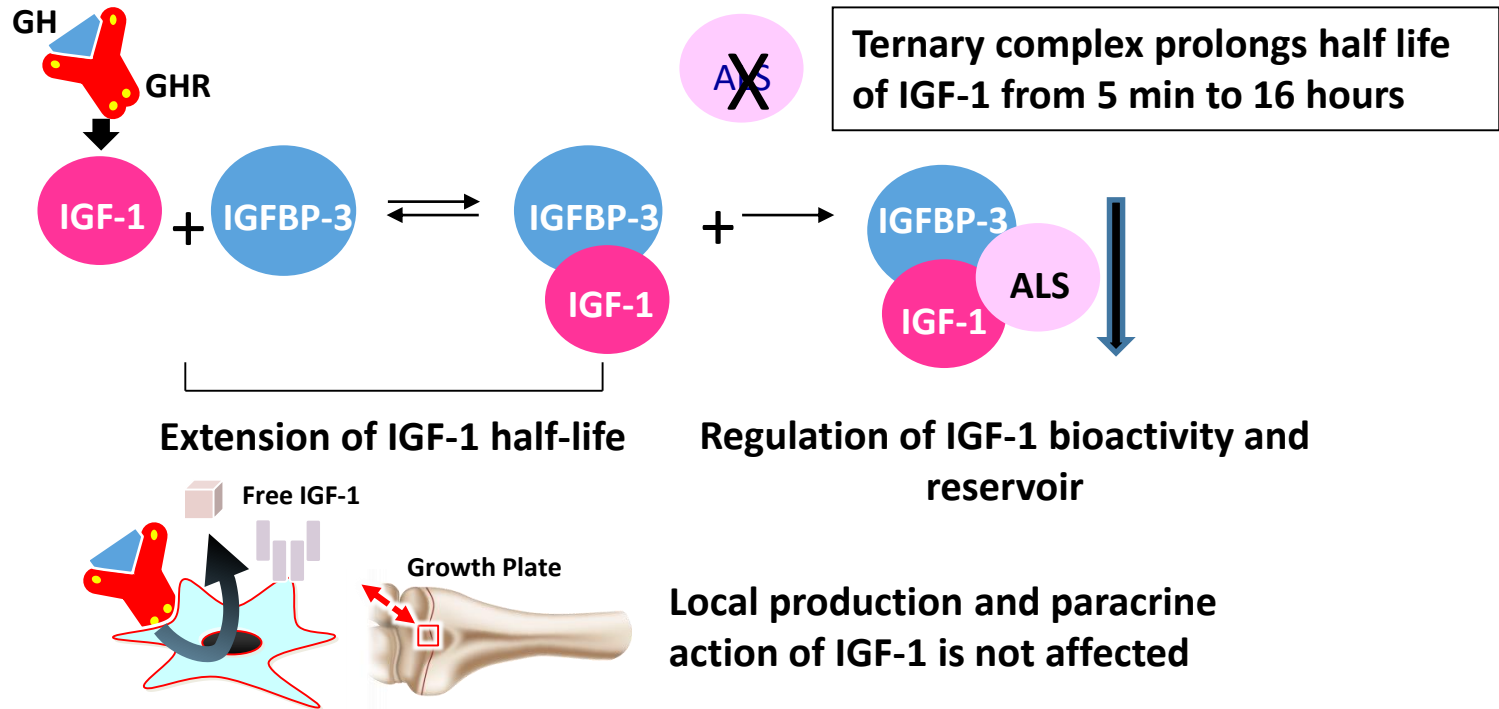 GH
GHR
ALS
Ternary complex prolongs half life
of IGF-1 from 5 min to 16 hours
IGF-1
+
IGFBP-3
IGFBP-3
IGF-1
+
IGFBP-3
IGF-1
ALS
Extension of IGF-1 half-life
Regulation of IGF-1 bioactivity and
reservoir
Free IGF-1
Growth Plate
Local production and paracrine
action of IGF-1 is not affected